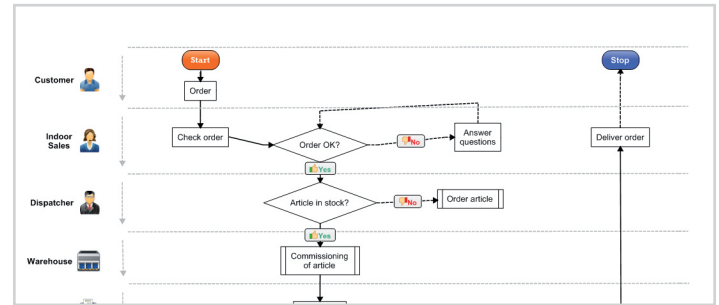 Start
Stop
Customer
Order
Indoor
Sales
Check order
Order OK?
No
Answer
questions
Deliver order
Yes
Dispatcher
Article in stock?
No
Order article
Yes
Warehouse
Commissioning
of article